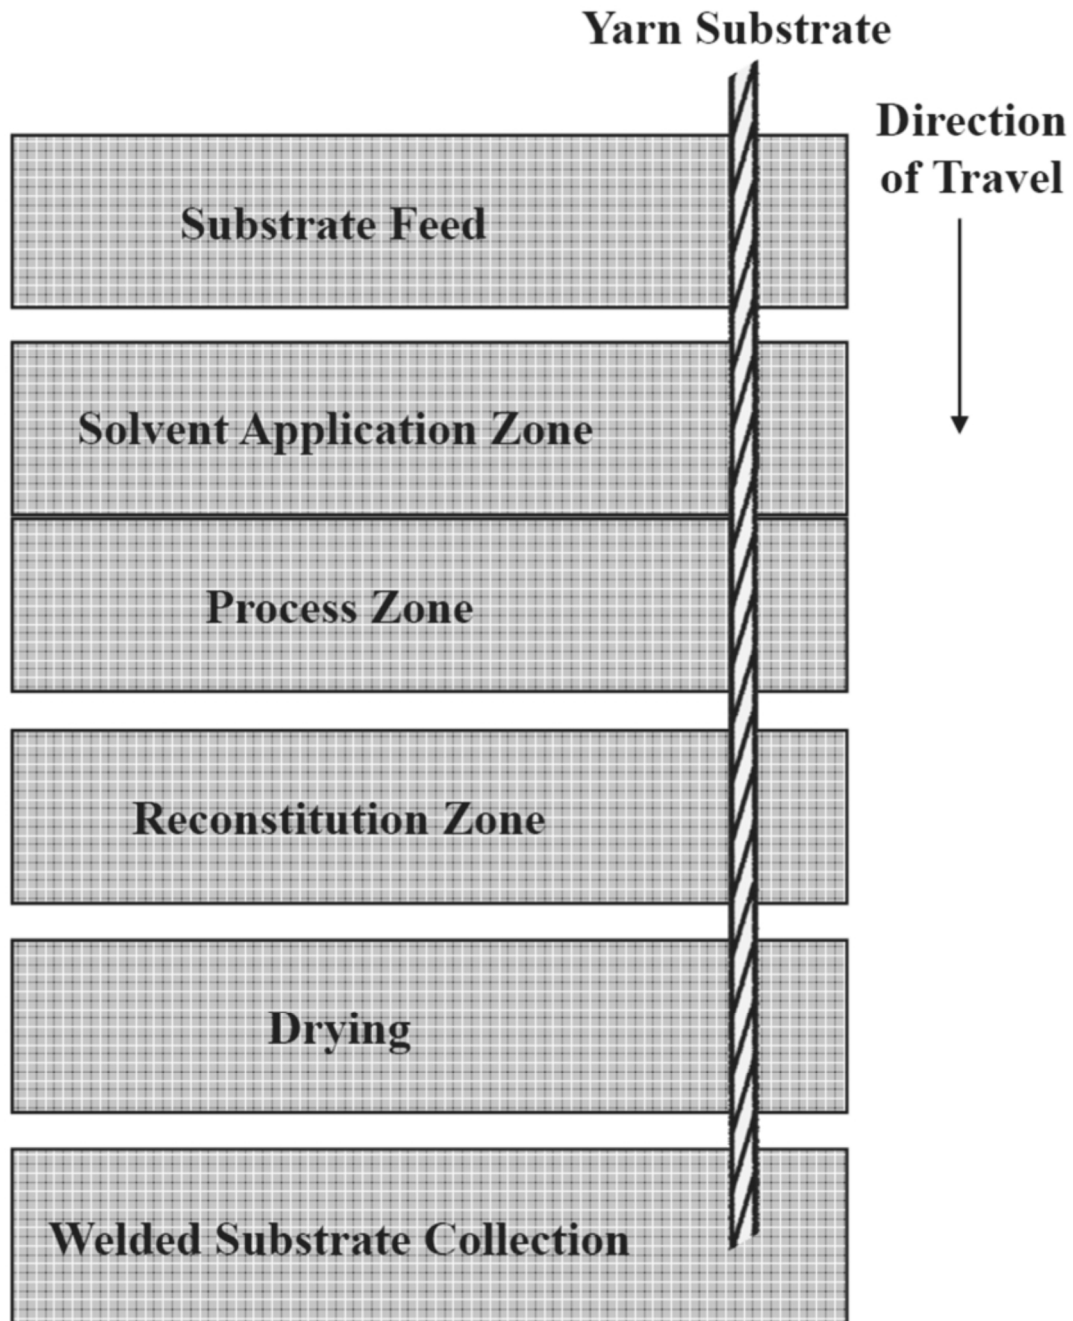 Yarn Substrate
Direction
of Travel
Substrate Feed
Solvent Application Zone
Process Zone
Reconstitution Zone
Drying
Welded Substrate Collection